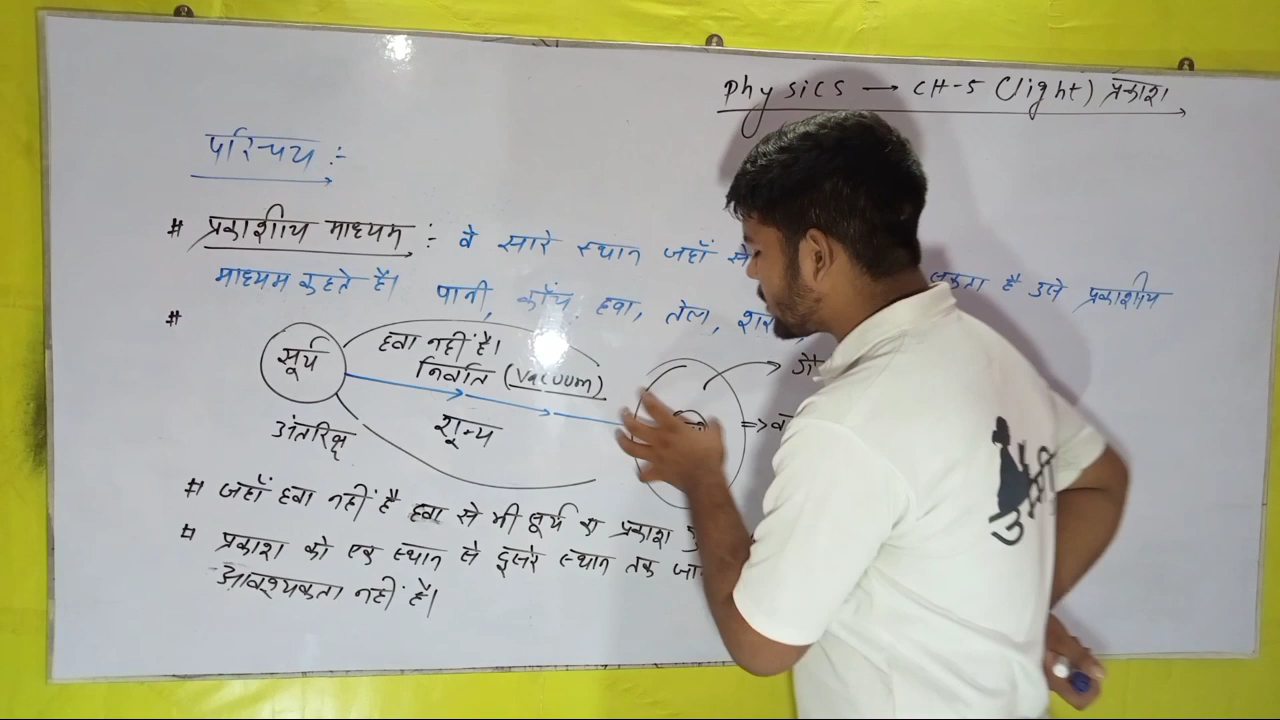 Physics → CH-5 (light) प्रकाश
परिचय :-
# प्रकाशीय माध्यम :- वे सारे स्थान जहाँ से सकता है उसे प्रकाशीय
माध्यम कहते है। पानी, काँच, हवा, तेल,
#
सूर्य
हवा नहीं है।
निर्वात (Vacuum)
शून्य
अंतरिक्ष
# जहाँ हवा नहीं है हवा से भी सूर्य का प्रकाश
# प्रकाश को एक स्थान से दूसरे स्थान तक
आवश्यकता नहीं है।